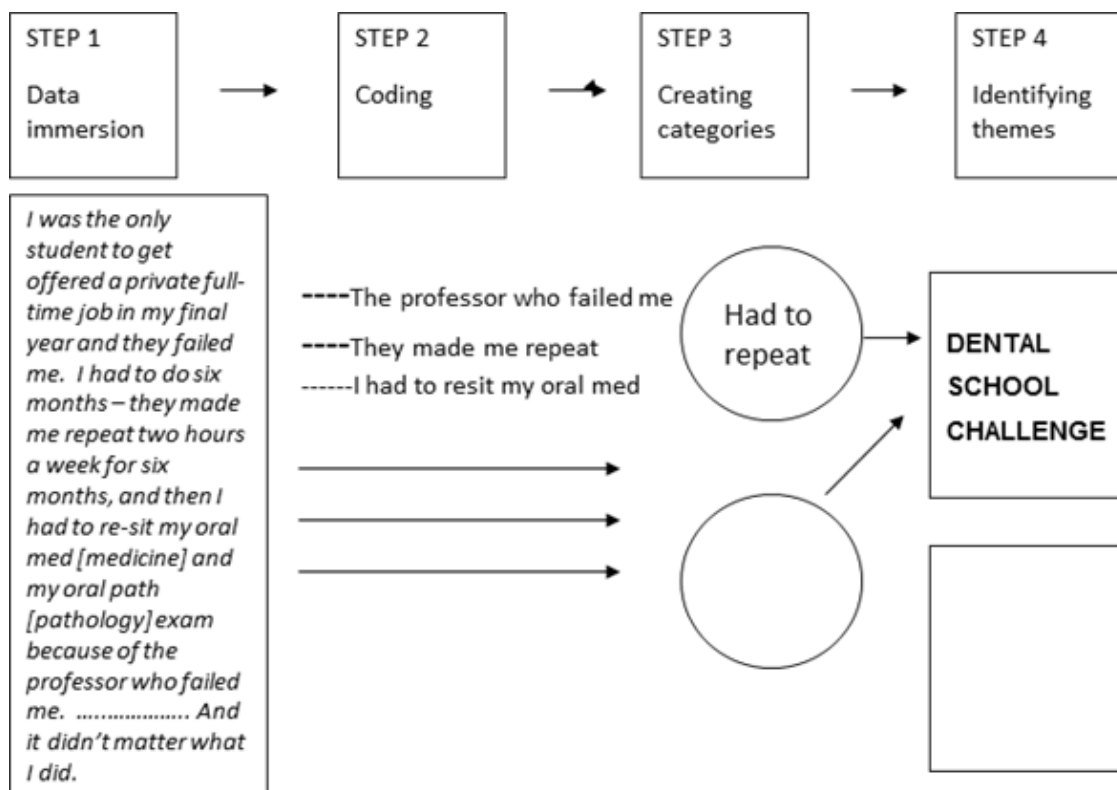 STEP 1
Data
immersion
STEP 2
Coding
STEP 3
Creating
categories
STEP 4
Identifying
themes
I was the only
student to get
offered a private full-
time job in my final
year and they failed
me. I had to do six
months – they made
me repeat two hours
a week for six
months, and then I
had to re-sit my oral
med [medicine] and
my oral path
[pathology] exam
because of the
professor who failed
me. ..................... And
it didn't matter what
I did.
----The professor who failed me
----They made me repeat
------I had to resit my oral med
Had to
repeat
DENTAL
SCHOOL
CHALLENGE